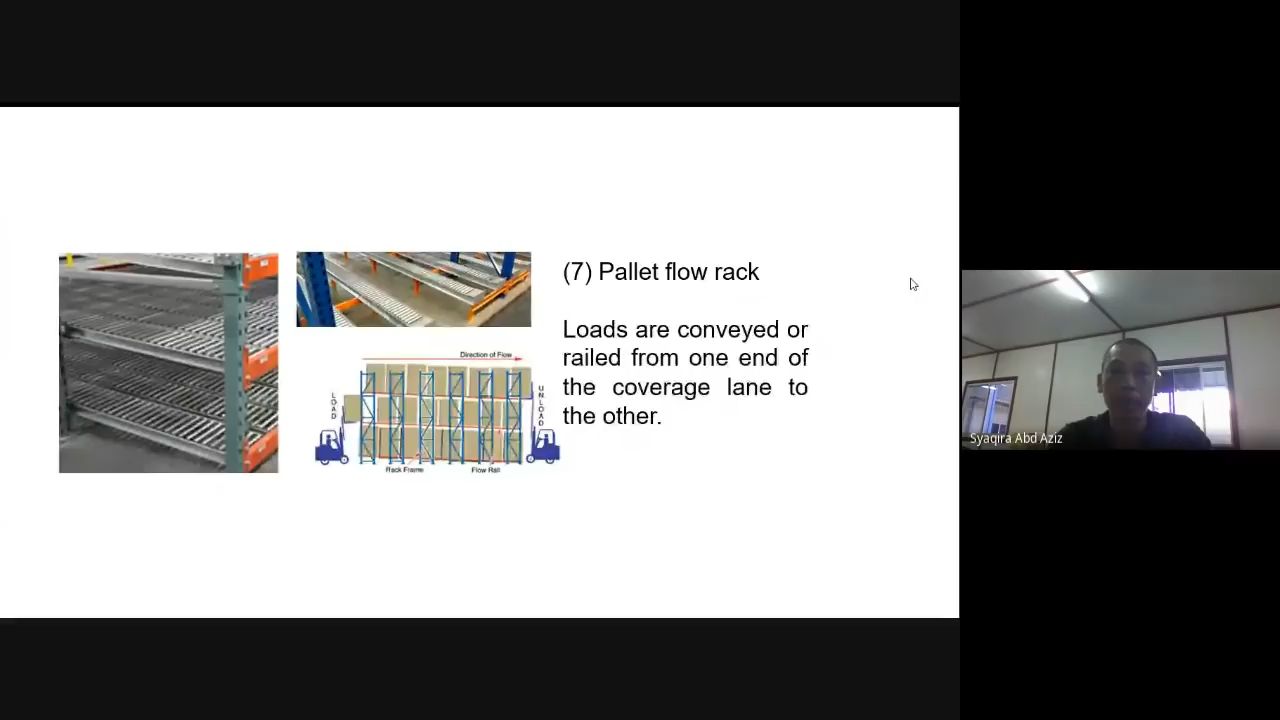 (7) Pallet flow rack
Loads are conveyed or
railed from one end of
the coverage lane to
the other.
Direction of Flow
LOAD
UNLOAD
Rack Frame
Flow Rail
Syaqira Abd Aziz